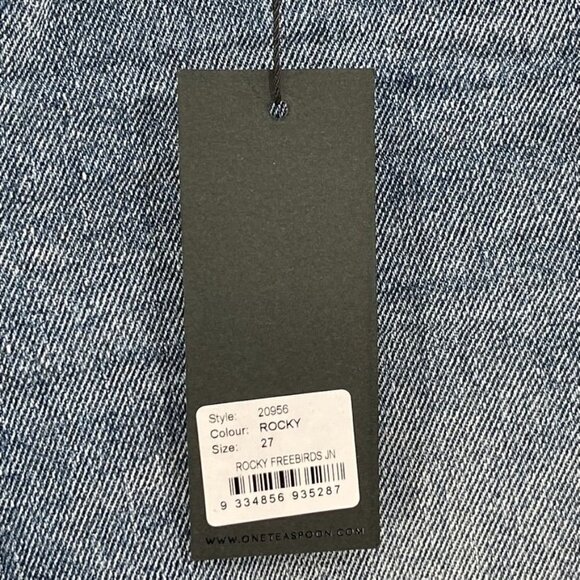 Style: 20956
Colour: ROCKY
Size: 27
ROCKY FREEBIRDS JN
9 334856 935287
WWW.ONETEASPOON.COM